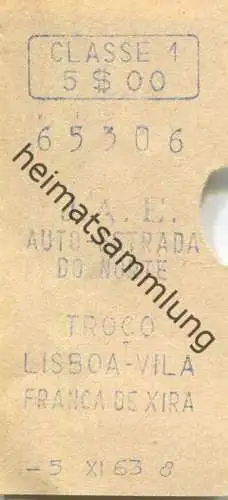 CLASSE 1
5$00
65306
J.A.E.
AUTO-ESTRADA
DO NORTE
TROÇO
LISBOA-VILA
FRANCA DE XIRA
-5 XI 63 8
heimatsammlung